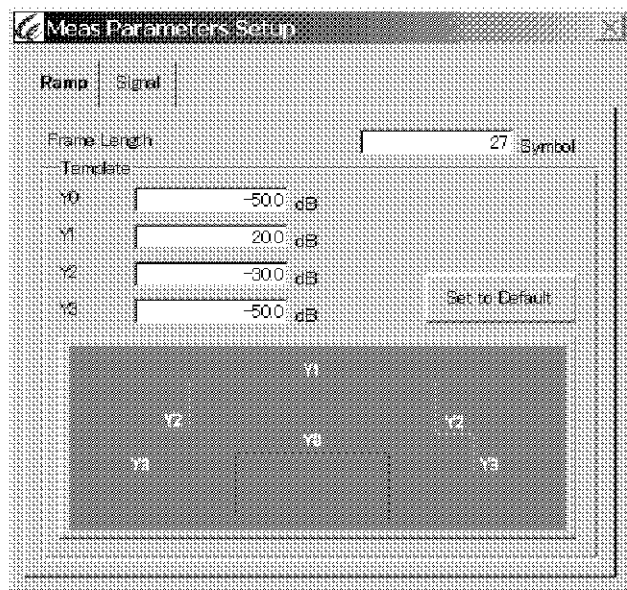 Meas Parameters Setup
Ramp Signal
Frame Length 27 Symbol
Template
Y0 -50.0 dB
Y1 20.0 dB
Y2 -30.0 dB
Y3 -50.0 dB
Set to Default
Y1
Y2 Y2
Y0
Y3 Y3